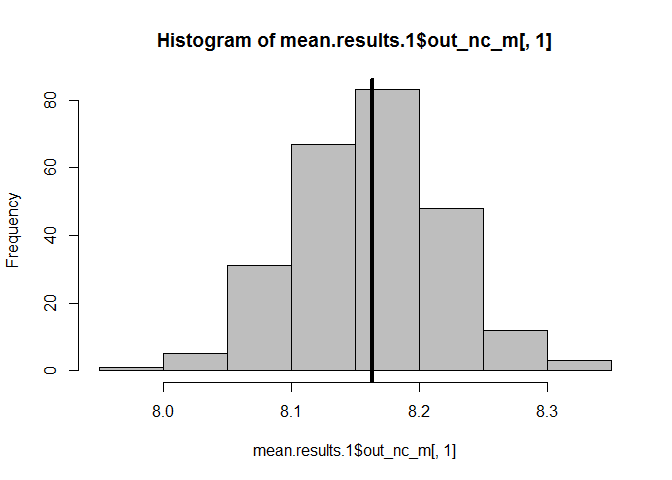 Histogram of mean.results.1$out_nc_m[, 1]
Frequency
80
60
40
20
0
8.0 8.1 8.2 8.3
mean.results.1$out_nc_m[, 1]